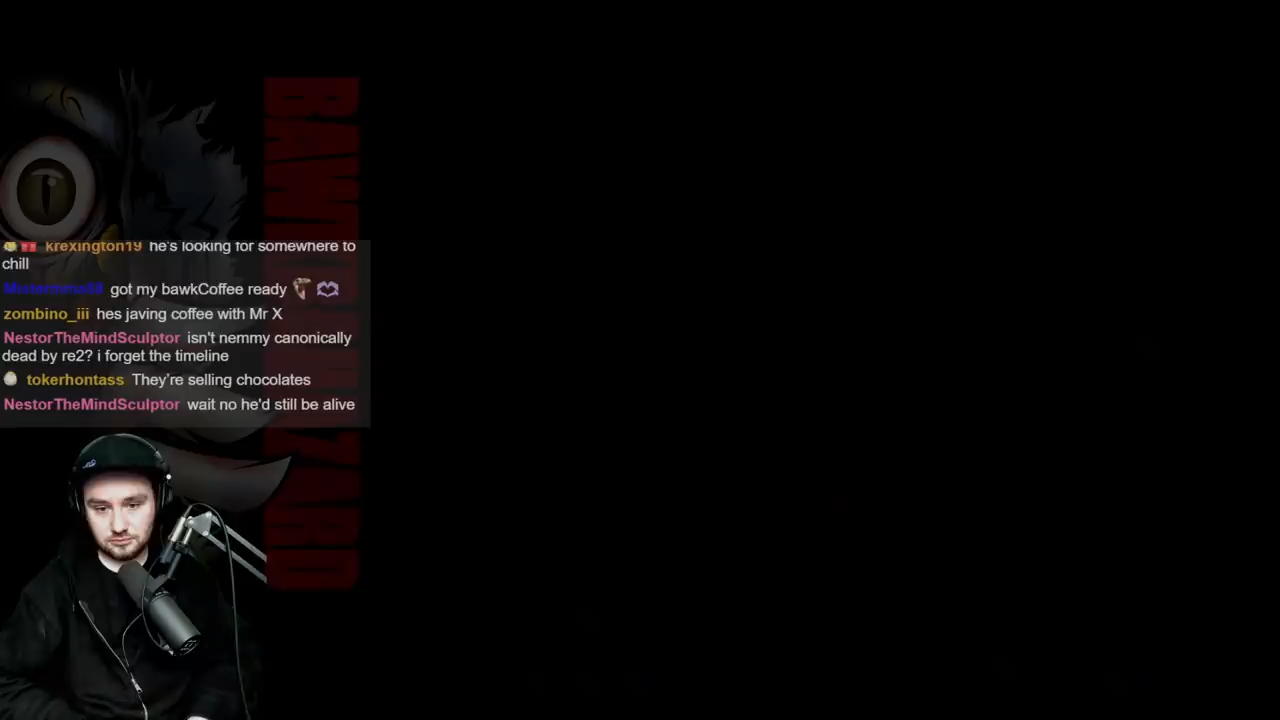 krexington19 he's looking for somewhere to
chill
got my bawkCoffee ready
zombino_iii hes javing coffee with Mr X
NestorTheMindSculptor isn't nemmy canonically
dead by re2? i forget the timeline
tokerhontass They're selling chocolates
NestorTheMindSculptor wait no he'd still be alive